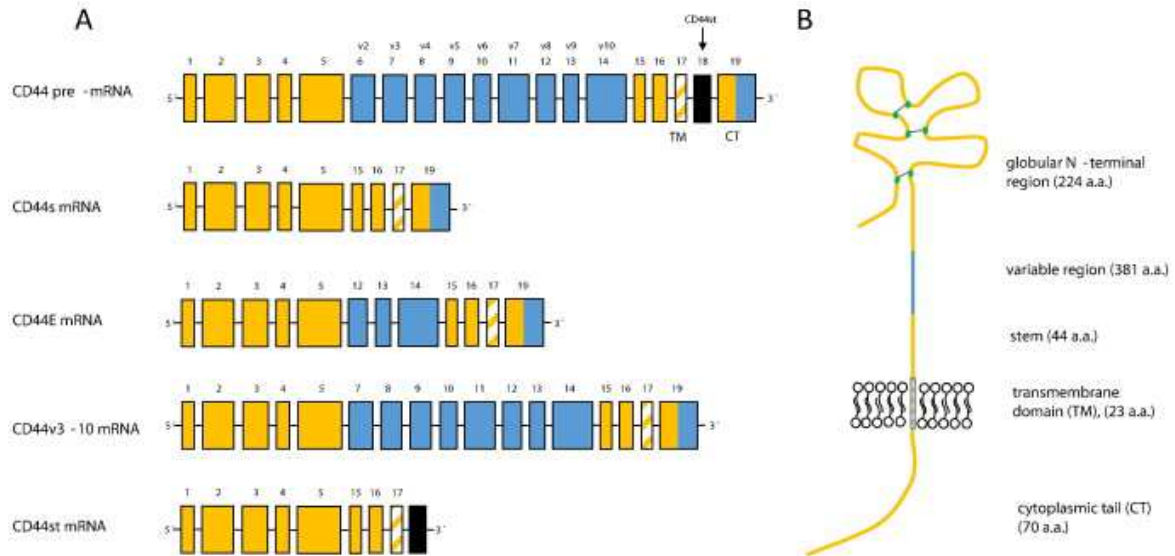 A
B
CD44st
v2 v3 v4 v5 v6 v7 v8 v9 v10
1 2 3 4 5 6 7 8 9 10 11 12 13 14 15 16 17 18 19
CD44 pre - mRNA
5´ 3´
TM CT
1 2 3 4 5 15 16 17 19
CD44s mRNA
5´ 3´
1 2 3 4 5 12 13 14 15 16 17 19
CD44E mRNA
5´ 3´
1 2 3 4 5 7 8 9 10 11 12 13 14 15 16 17 19
CD44v3 - 10 mRNA
5´ 3´
1 2 3 4 5 15 16 17
CD44st mRNA
5´ 3´
globular N - terminal
region (224 a.a.)
variable region (381 a.a.)
stem (44 a.a.)
transmembrane
domain (TM), (23 a.a.)
cytoplasmic tail (CT)
(70 a.a.)